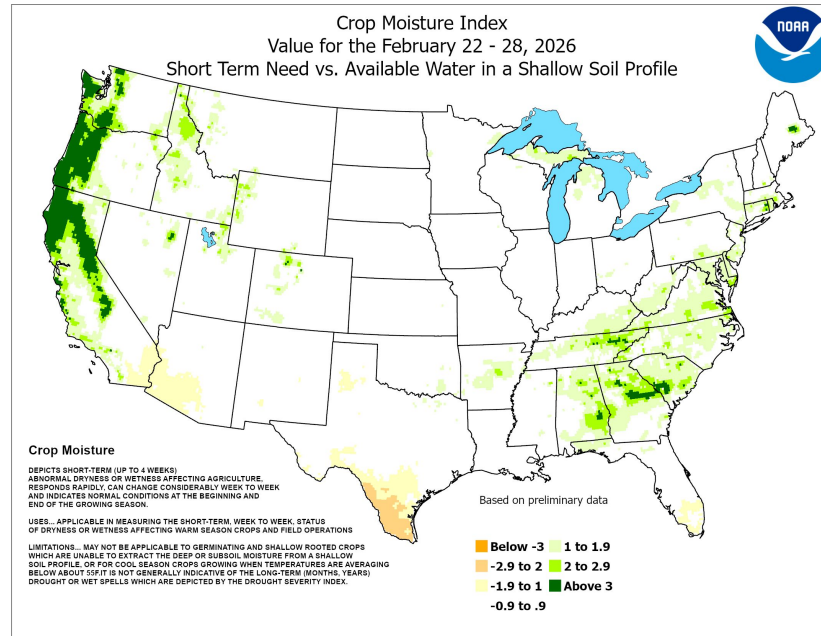 Crop Moisture Index
Value for the February 22 - 28, 2026
Short Term Need vs. Available Water in a Shallow Soil Profile
NOAA
Crop Moisture
DEPICTS SHORT-TERM (UP TO 4 WEEKS)
ABNORMAL DRYNESS OR WETNESS AFFECTING AGRICULTURE,
RESPONDS RAPIDLY, CAN CHANGE CONSIDERABLY WEEK TO WEEK
AND INDICATES NORMAL CONDITIONS AT THE BEGINNING AND
END OF THE GROWING SEASON.
USES... APPLICABLE IN MEASURING THE SHORT-TERM, WEEK TO WEEK, STATUS
OF DRYNESS OR WETNESS AFFECTING WARM SEASON CROPS AND FIELD OPERATIONS
LIMITATIONS... MAY NOT BE APPLICABLE TO GERMINATING AND SHALLOW ROOTED CROPS
WHICH ARE UNABLE TO EXTRACT THE DEEP OR SUBSOIL MOISTURE FROM A SHALLOW
SOIL PROFILE, OR FOR COOL SEASON CROPS GROWING WHEN TEMPERATURES ARE AVERAGING
BELOW ABOUT 55F.IT IS NOT GENERALLY INDICATIVE OF THE LONG-TERM (MONTHS, YEARS)
DROUGHT OR WET SPELLS WHICH ARE DEPICTED BY THE DROUGHT SEVERITY INDEX.
Based on preliminary data
Below -3
-2.9 to 2
-1.9 to 1
-0.9 to .9
1 to 1.9
2 to 2.9
Above 3